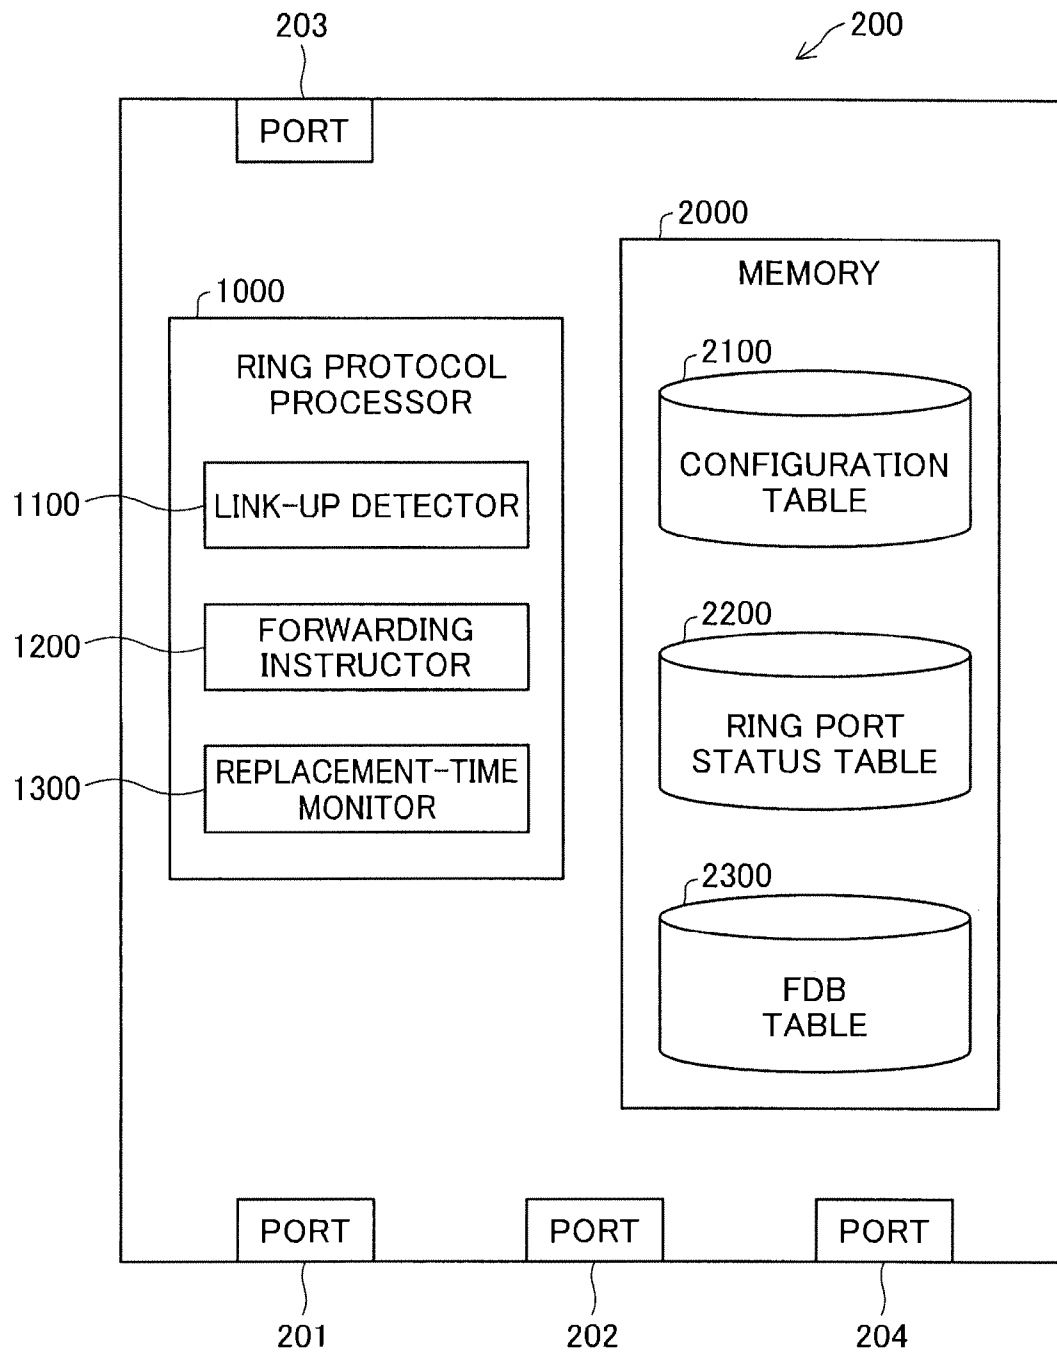 203
200
PORT
2000
MEMORY
1000
RING PROTOCOL
PROCESSOR
2100
CONFIGURATION
TABLE
1100
LINK-UP DETECTOR
1200
FORWARDING
INSTRUCTOR
2200
RING PORT
STATUS TABLE
1300
REPLACEMENT-TIME
MONITOR
2300
FDB
TABLE
PORT
PORT
PORT
201
202
204